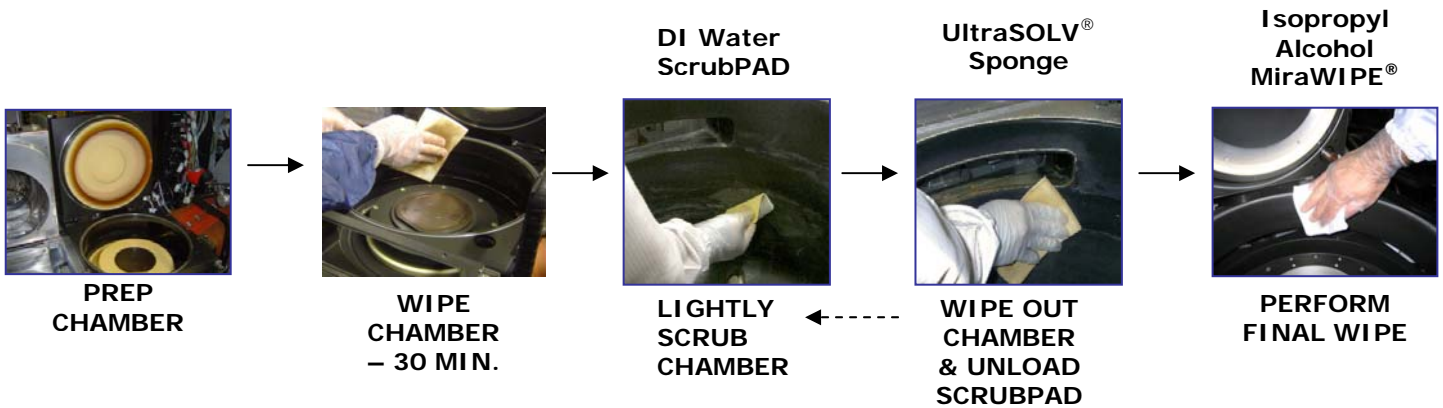 DI Water
ScrubPAD
UltraSOLV®
Sponge
Isopropyl
Alcohol
MiraWIPE®
PREP
CHAMBER
WIPE
CHAMBER
– 30 MIN.
LIGHTLY
SCRUB
CHAMBER
WIPE OUT
CHAMBER
& UNLOAD
SCRUBPAD
PERFORM
FINAL WIPE